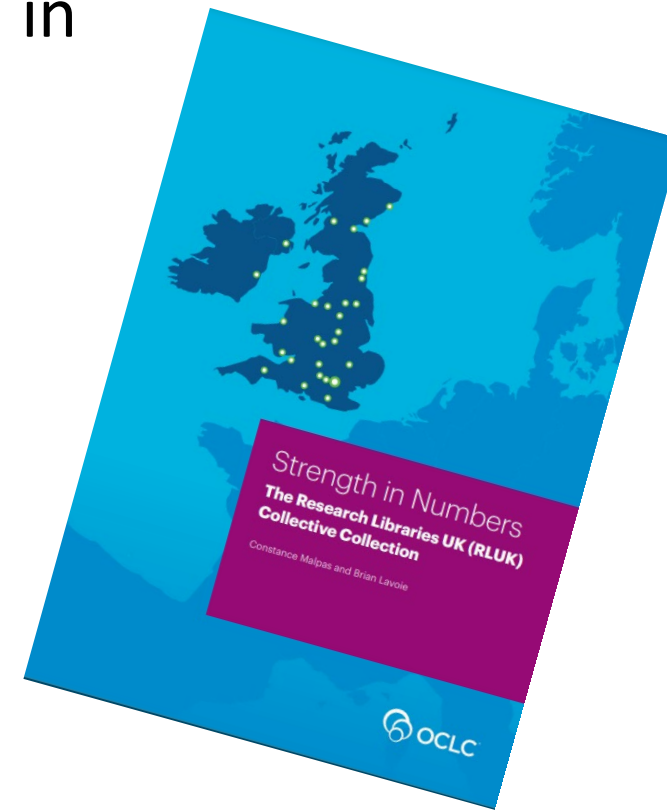 in
Strength in Numbers
The Research Libraries UK (RLUK)
Collective Collection
Constance Malpas and Brian Lavoie
OCLC